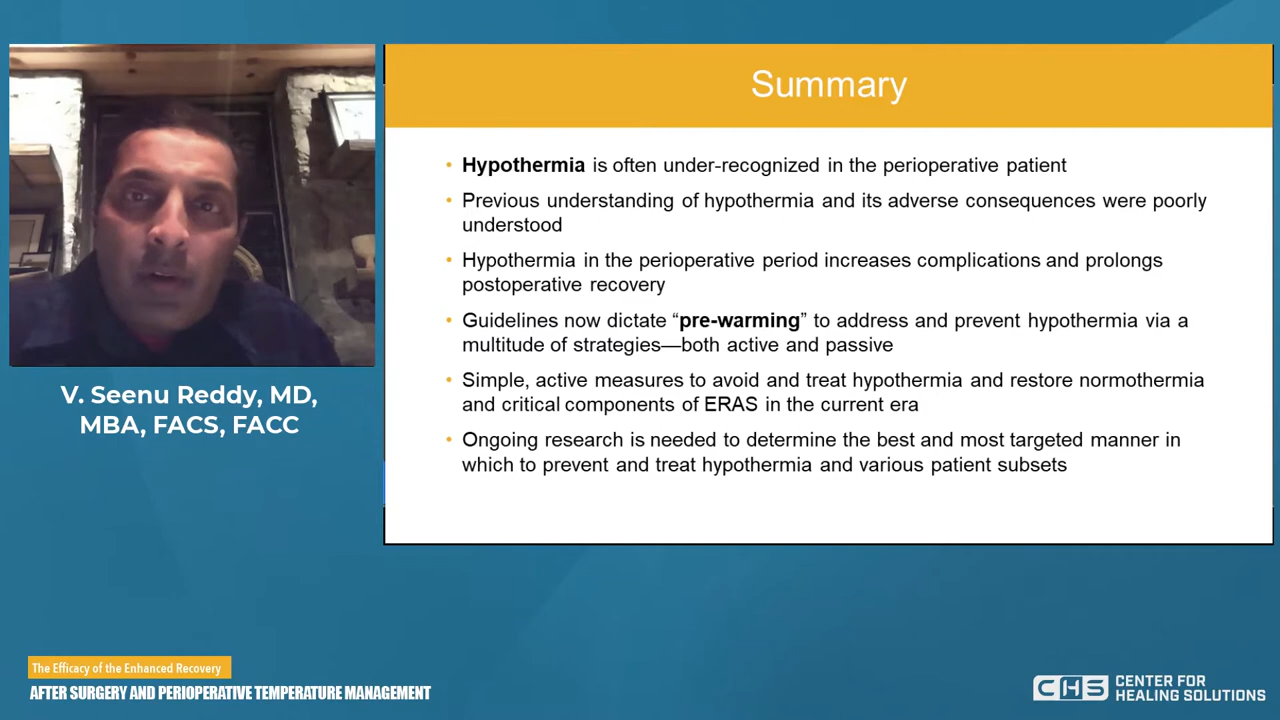 Summary
• Hypothermia is often under-recognized in the perioperative patient
• Previous understanding of hypothermia and its adverse consequences were poorly
understood
• Hypothermia in the perioperative period increases complications and prolongs
postoperative recovery
• Guidelines now dictate “pre-warming” to address and prevent hypothermia via a
multitude of strategies—both active and passive
• Simple, active measures to avoid and treat hypothermia and restore normothermia
and critical components of ERAS in the current era
• Ongoing research is needed to determine the best and most targeted manner in
which to prevent and treat hypothermia and various patient subsets
V. Seenu Reddy, MD,
MBA, FACS, FACC
The Efficacy of the Enhanced Recovery
AFTER SURGERY AND PERIOPERATIVE TEMPERATURE MANAGEMENT
CHS
CENTER FOR
HEALING SOLUTIONS